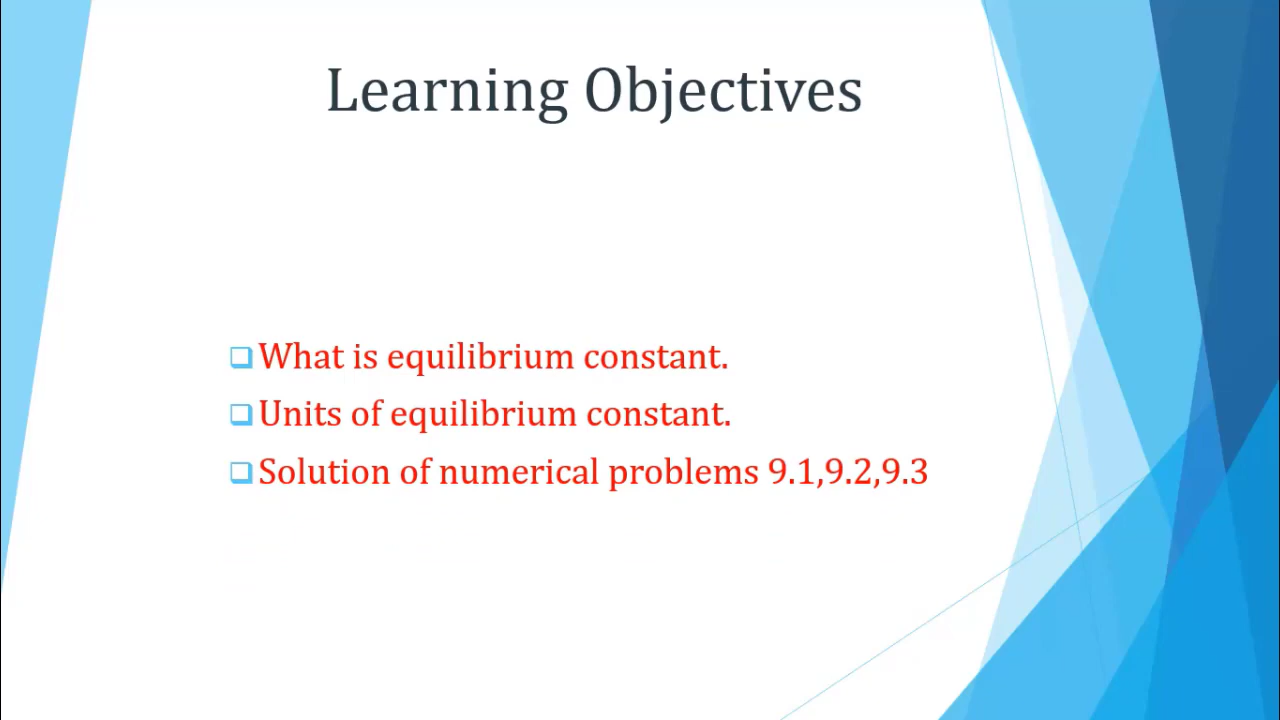 Learning Objectives
What is equilibrium constant.
Units of equilibrium constant.
Solution of numerical problems 9.1,9.2,9.3